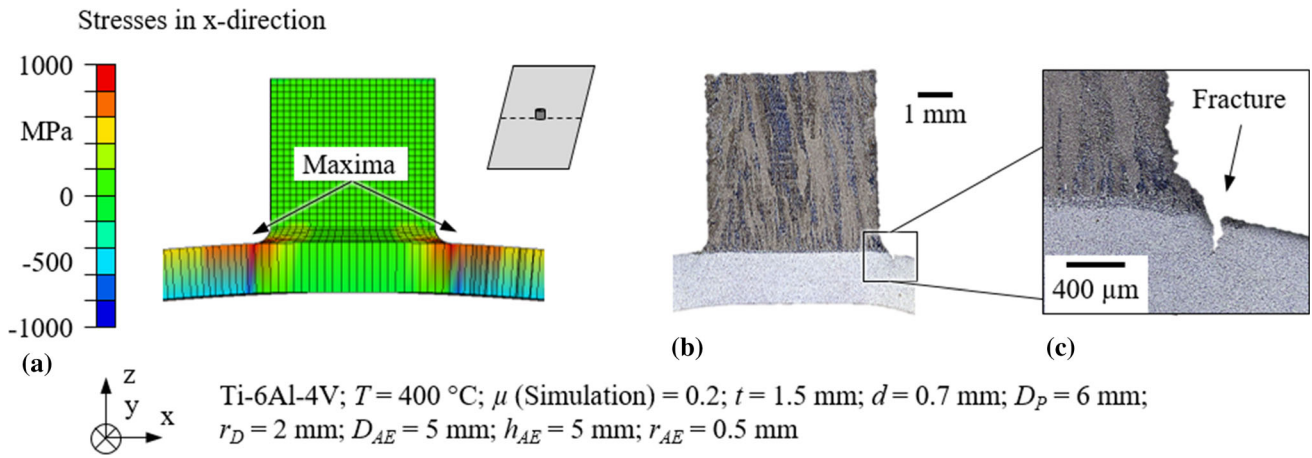 Stresses in x-direction
1000
MPa
0
-500
-1000
Maxima
(a)
1 mm
(b)
Fracture
400 µm
(c)
z
y
x
Ti-6Al-4V; T = 400 °C; µ (Simulation) = 0.2; t = 1.5 mm; d = 0.7 mm; D_P = 6 mm;
r_D = 2 mm; D_AE = 5 mm; h_AE = 5 mm; r_AE = 0.5 mm